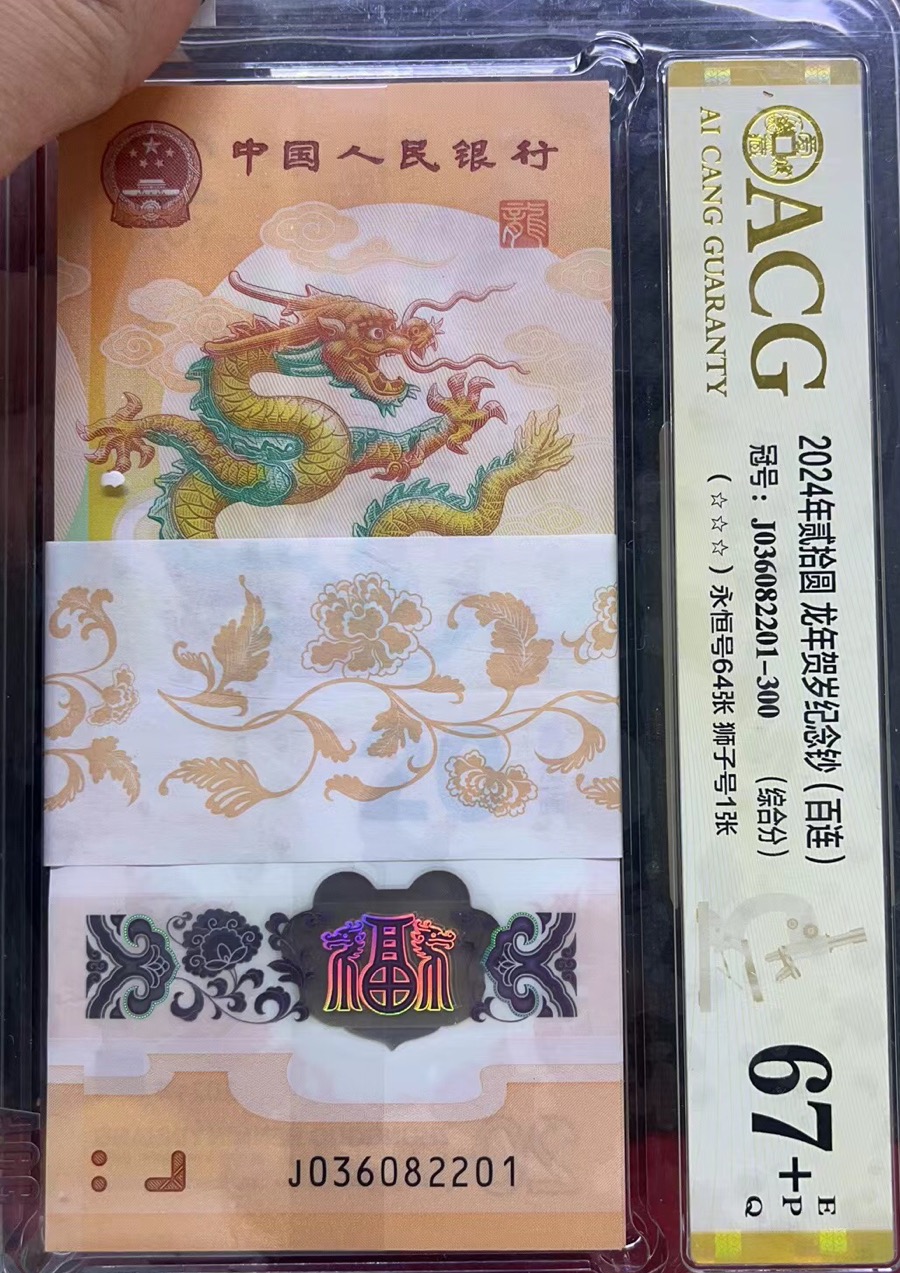 中国人民银行
龍
福
J036082201
ACG
AI CANG GUARANTY
2024年贰拾圆 龙年贺岁纪念钞（百连）
冠号：J036082201-300 （综合分）
（☆☆☆）永恒号64张 狮子号1张
67+ E
P
Q